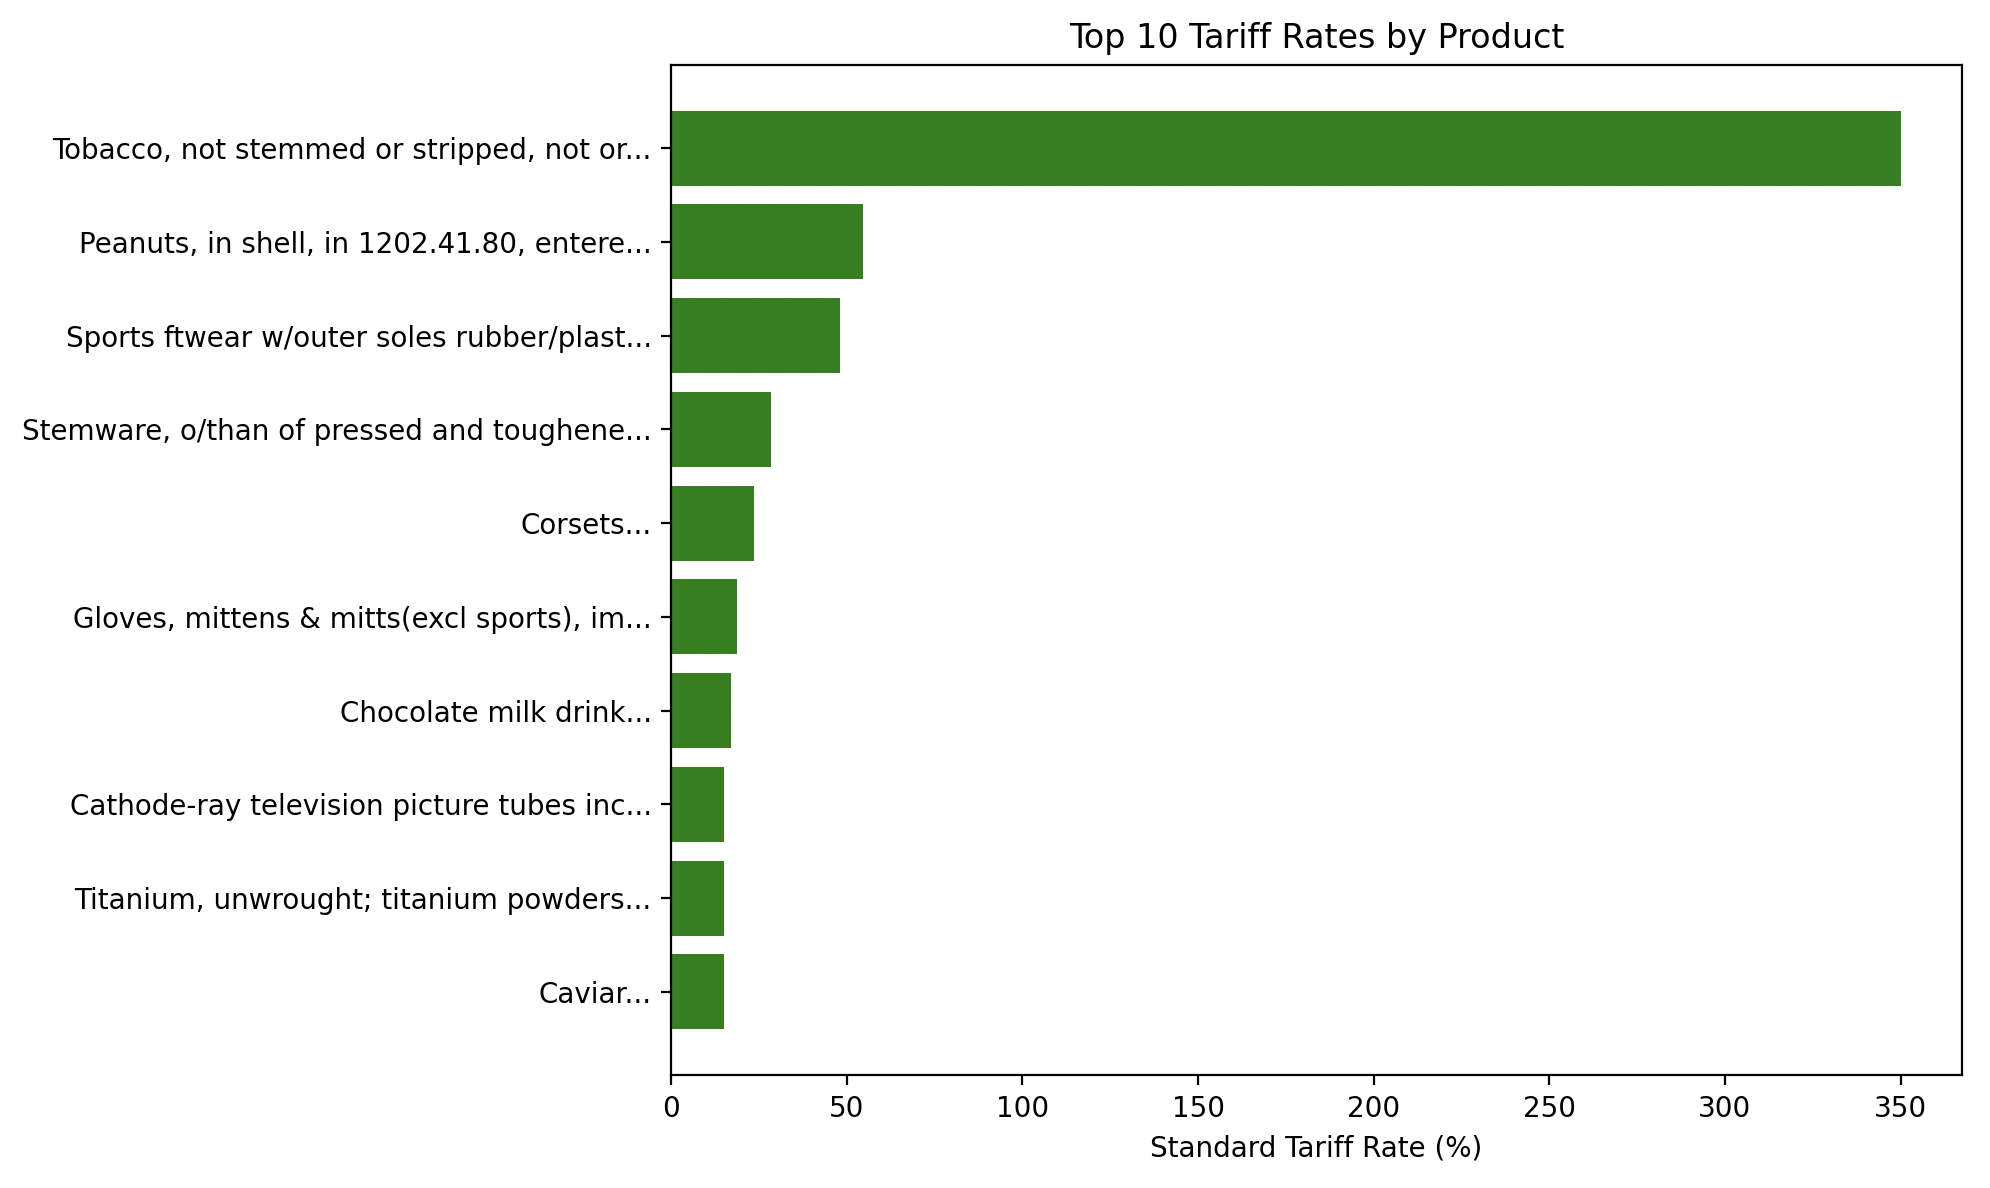 Top 10 Tariff Rates by Product
Tobacco, not stemmed or stripped, not or...
Peanuts, in shell, in 1202.41.80, entere...
Sports ftwear w/outer soles rubber/plast...
Stemware, o/than of pressed and toughene...
Corsets...
Gloves, mittens & mitts(excl sports), im...
Chocolate milk drink...
Cathode-ray television picture tubes inc...
Titanium, unwrought; titanium powders...
Caviar...
0 50 100 150 200 250 300 350
Standard Tariff Rate (%)